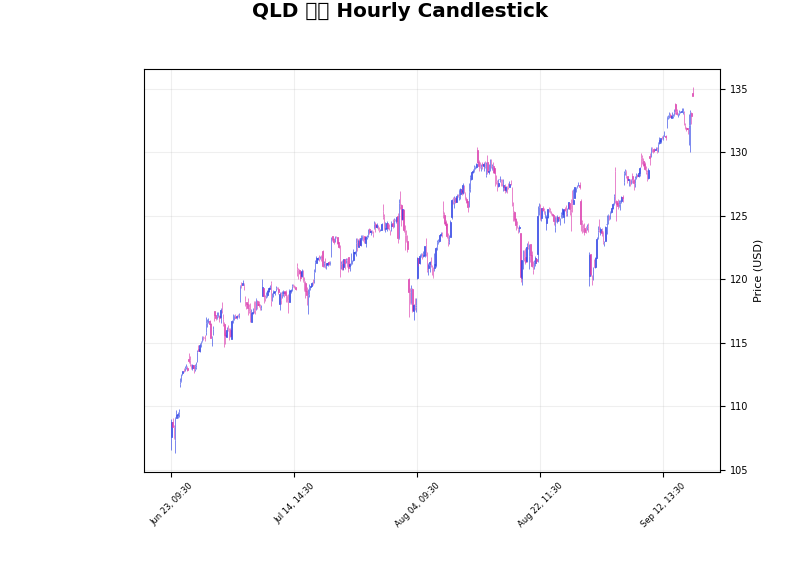 QLD Hourly Candlestick
135
130
125
120
115
110
105
Price (USD)
Jun 23, 09:30
Jul 14, 14:30
Aug 04, 09:30
Aug 22, 11:30
Sep 12, 13:30